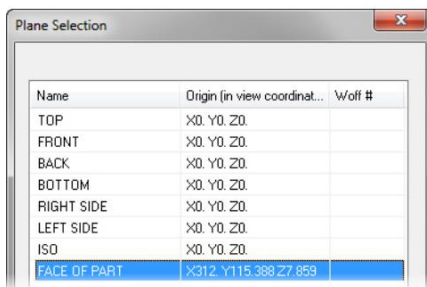 Plane Selection
Name Origin (in view coordinat... Woff #
TOP X0. Y0. Z0.
FRONT X0. Y0. Z0.
BACK X0. Y0. Z0.
BOTTOM X0. Y0. Z0.
RIGHT SIDE X0. Y0. Z0.
LEFT SIDE X0. Y0. Z0.
ISO X0. Y0. Z0.
FACE OF PART X312. Y115.388 Z7.859